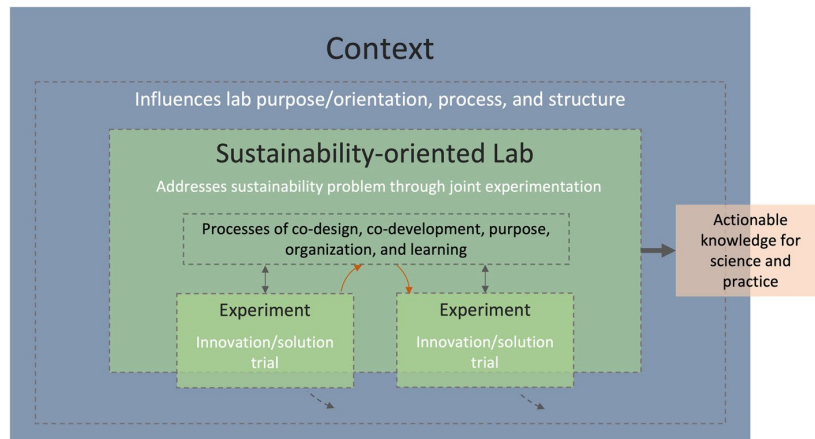 Context
Influences lab purpose/orientation, process, and structure
Sustainability-oriented Lab
Addresses sustainability problem through joint experimentation
Processes of co-design, co-development, purpose,
organization, and learning
Experiment
Innovation/solution
trial
Experiment
Innovation/solution
trial
Actionable
knowledge for
science and
practice